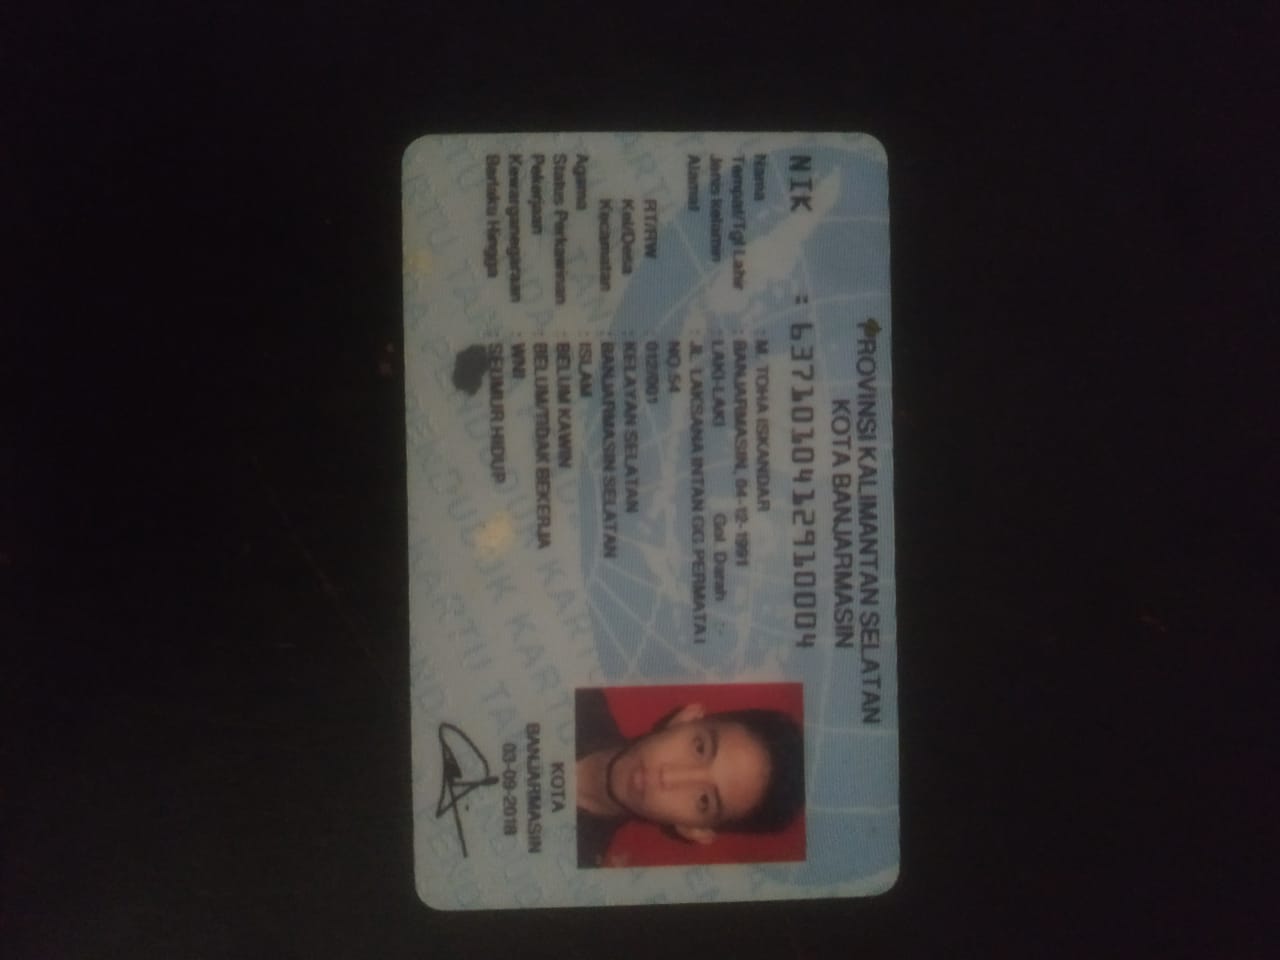 PROVINSI KALIMANTAN SELATAN
KOTA BANJARMASIN
NIK : 6371010412910004
Nama : M. TOHA ISKANDAR
Tempat/Tgl Lahir : BANJARMASIN, 04-12-1991
Jenis kelamin : LAKI-LAKI Gol. Darah : -
Alamat : JL. LAKSANA INTAN GG.PERMATA I
NO.54
RT/RW : 012/001
Kel/Desa : KELAYAN SELATAN
Kecamatan : BANJARMASIN SELATAN
Agama : ISLAM
Status Perkawinan : BELUM KAWIN
Pekerjaan : BELUM/TIDAK BEKERJA
Kewarganegaraan : WNI
Berlaku Hingga : SEUMUR HIDUP
KOTA
BANJARMASIN
03-09-2018